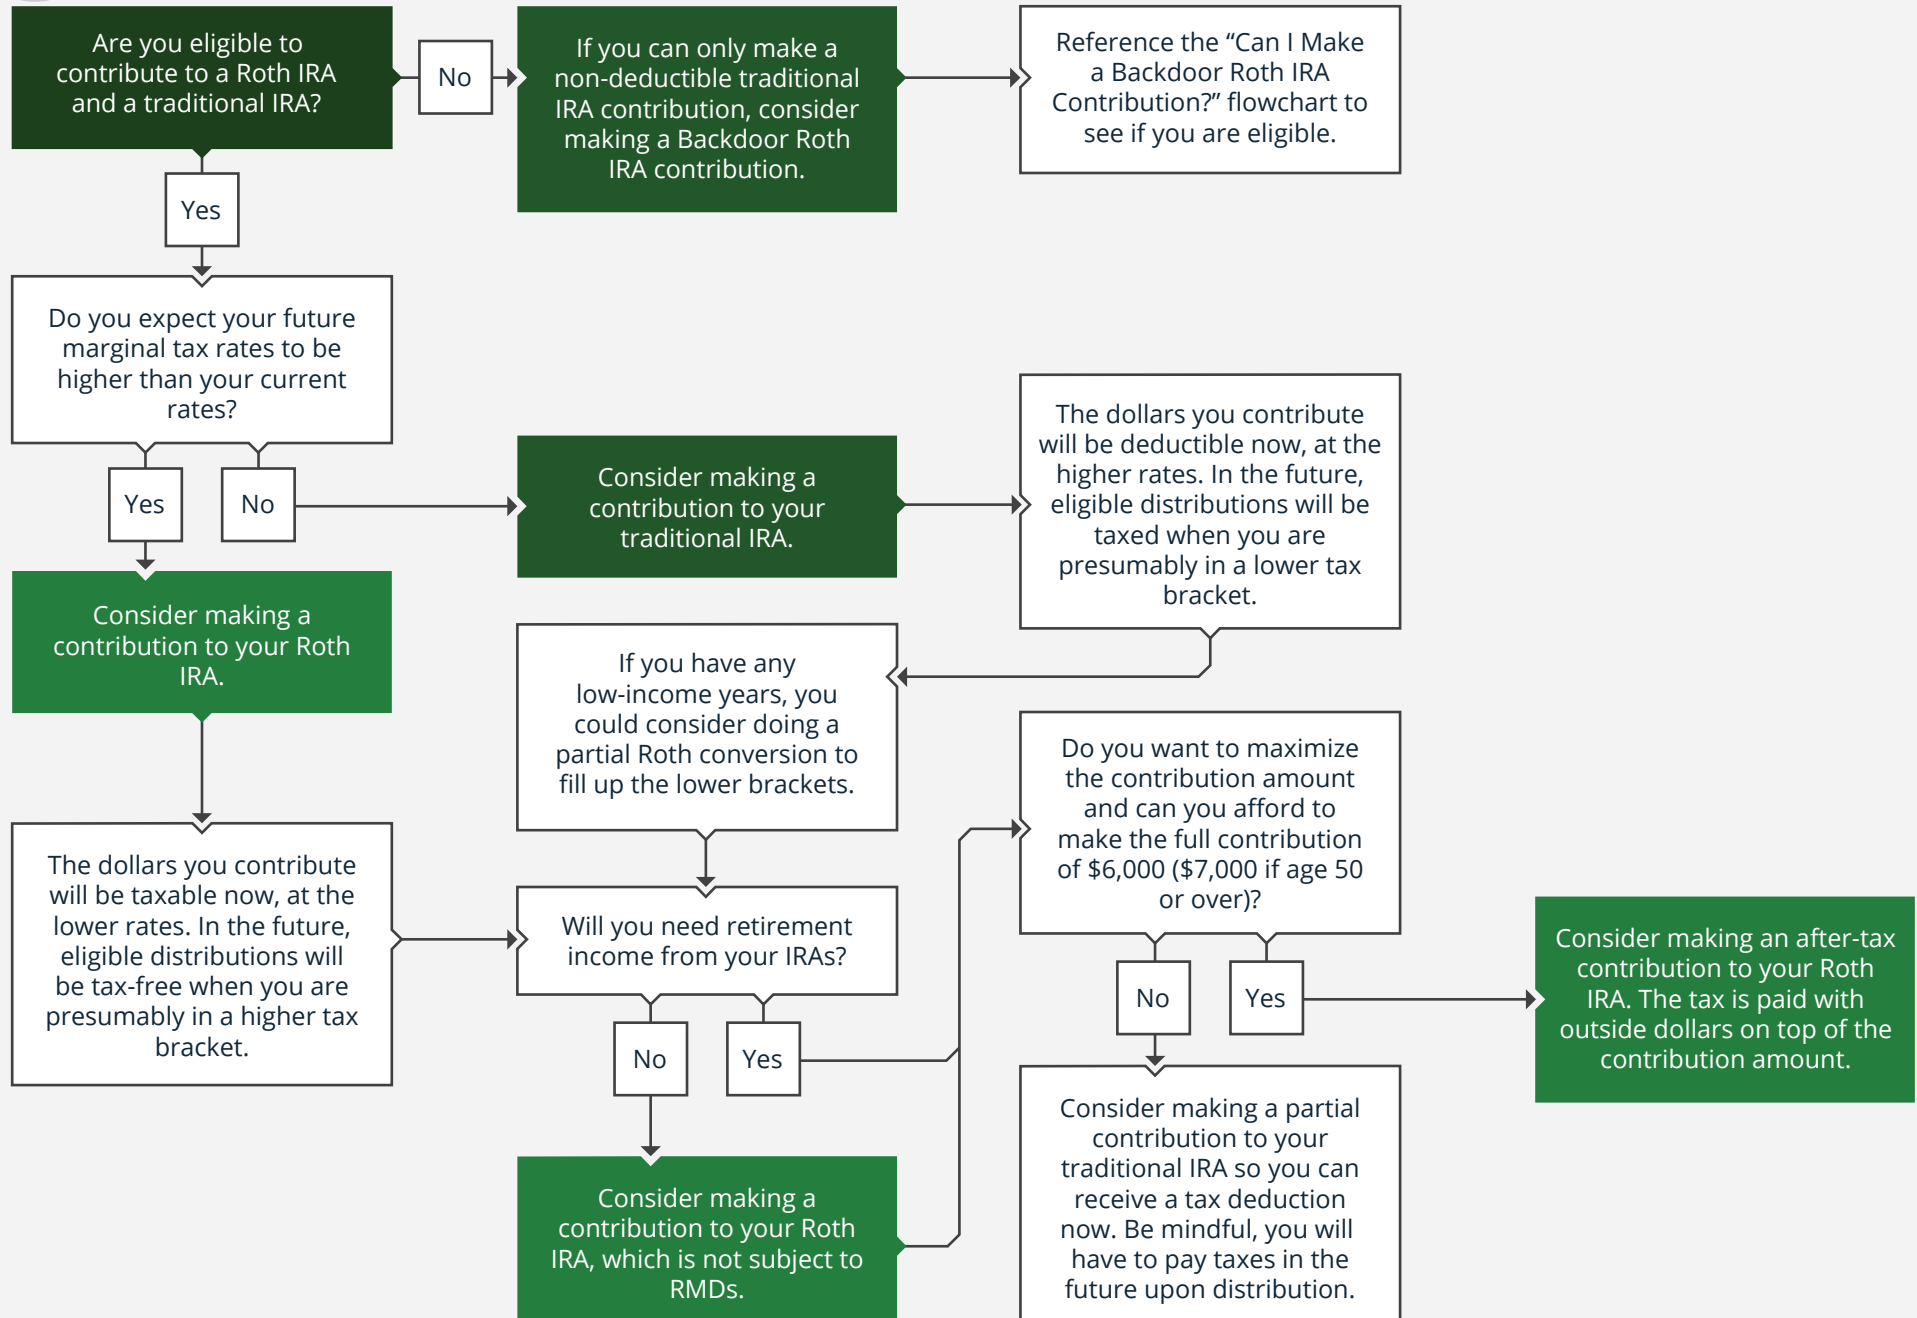 Are you eligible to
contribute to a Roth IRA
and a traditional IRA?
No
If you can only make a
non-deductible traditional
IRA contribution, consider
making a Backdoor Roth
IRA contribution.
Reference the “Can I Make
a Backdoor Roth IRA
Contribution?” flowchart to
see if you are eligible.
Yes
Do you expect your future
marginal tax rates to be
higher than your current
rates?
Yes
No
Consider making a
contribution to your
traditional IRA.
The dollars you contribute
will be deductible now, at the
higher rates. In the future,
eligible distributions will be
taxed when you are
presumably in a lower tax
bracket.
Consider making a
contribution to your Roth
IRA.
If you have any
low-income years, you
could consider doing a
partial Roth conversion to
fill up the lower brackets.
The dollars you contribute
will be taxable now, at the
lower rates. In the future,
eligible distributions will
be tax-free when you are
presumably in a higher tax
bracket.
Will you need retirement
income from your IRAs?
No
Yes
Consider making a
contribution to your Roth
IRA, which is not subject to
RMDs.
Do you want to maximize
the contribution amount
and can you afford to
make the full contribution
of $6,000 ($7,000 if age 50
or over)?
No
Yes
Consider making an after-tax
contribution to your Roth
IRA. The tax is paid with
outside dollars on top of the
contribution amount.
Consider making a partial
contribution to your
traditional IRA so you can
receive a tax deduction
now. Be mindful, you will
have to pay taxes in the
future upon distribution.